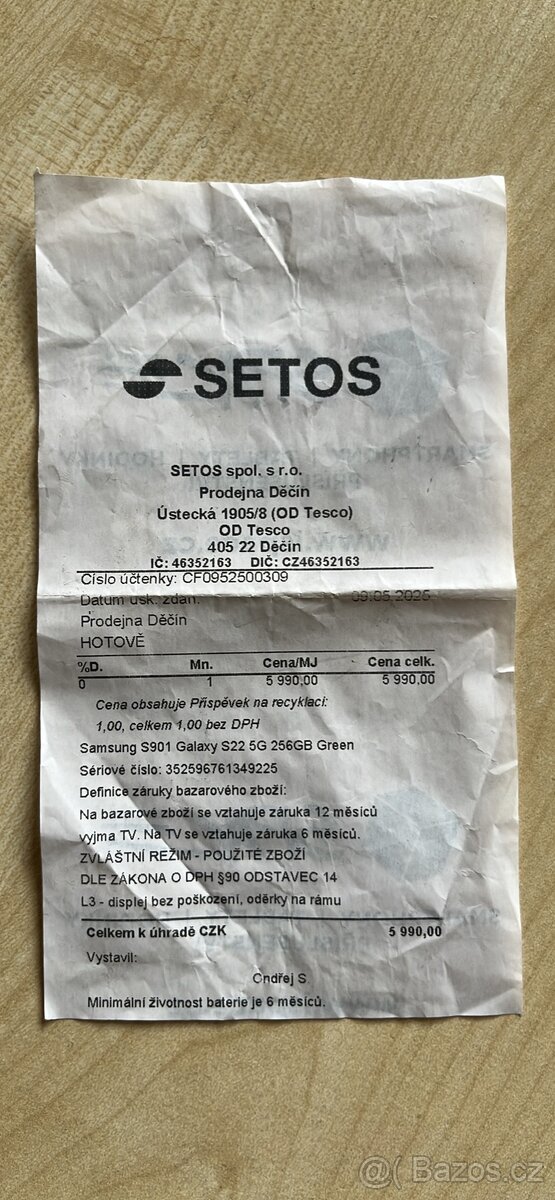 SETOS
SETOS spol. s r.o.
Prodejna Děčín
Ústecká 1905/8 (OD Tesco)
OD Tesco
405 22 Děčín
IČ: 46352163 DIČ: CZ46352163
Číslo účtenky: CF0952500309
Datum usk. zdan. 09.05.2025
Prodejna Děčín
HOTOVĚ
%D. Mn. Cena/MJ Cena celk.
0 1 5 990,00 5 990,00
Cena obsahuje Příspěvek na recyklaci:
1,00, celkem 1,00 bez DPH
Samsung S901 Galaxy S22 5G 256GB Green
Sériové číslo: 352596761349225
Definice záruky bazarového zboží:
Na bazarové zboží se vztahuje záruka 12 měsíců
vyjma TV. Na TV se vztahuje záruka 6 měsíců.
ZVLÁŠTNÍ REŽIM - POUŽITÉ ZBOŽÍ
DLE ZÁKONA O DPH §90 ODSTAVEC 14
L3 - displej bez poškození, oděrky na rámu
Celkem k úhradě CZK 5 990,00
Vystavil:
Ondřej S.
Minimální životnost baterie je 6 měsíců.
@( Bazos.cz